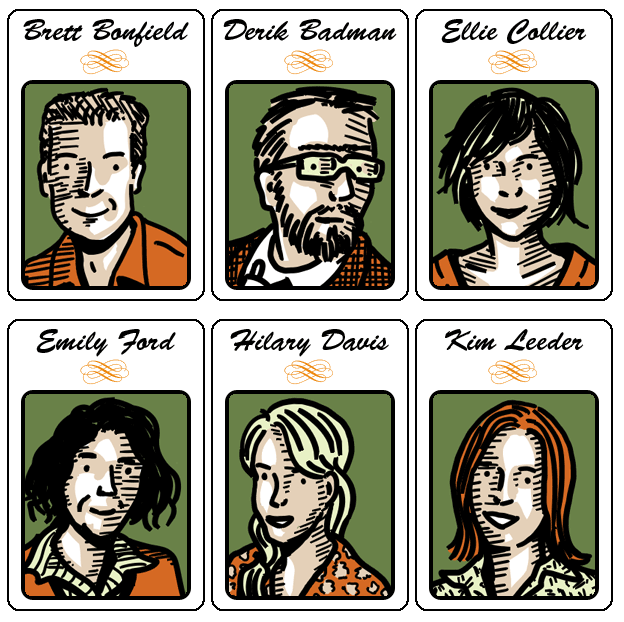 Brett Bonfield
Derik Badman
Ellie Collier
Emily Ford
Hilary Davis
Kim Leeder